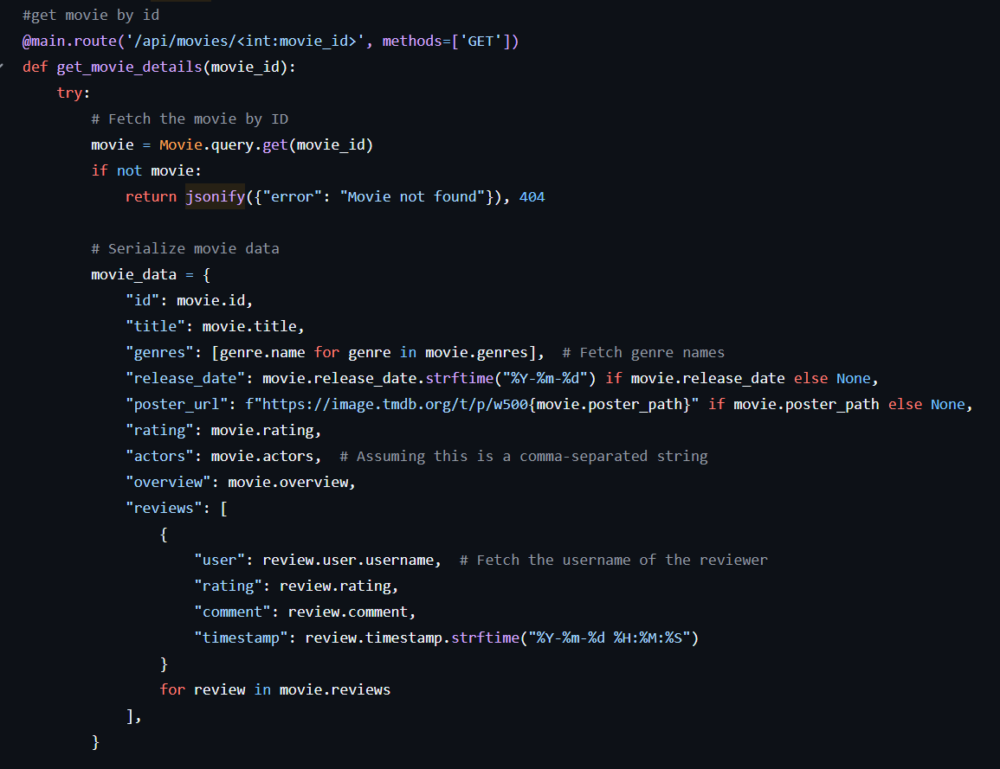 #get movie by id
@main.route('/api/movies/<int:movie_id>', methods=['GET'])
def get_movie_details(movie_id):
    try:
        # Fetch the movie by ID
        movie = Movie.query.get(movie_id)
        if not movie:
            return jsonify({"error": "Movie not found"}), 404

        # Serialize movie data
        movie_data = {
            "id": movie.id,
            "title": movie.title,
            "genres": [genre.name for genre in movie.genres],  # Fetch genre names
            "release_date": movie.release_date.strftime("%Y-%m-%d") if movie.release_date else None,
            "poster_url": f"https://image.tmdb.org/t/p/w500{movie.poster_path}" if movie.poster_path else None,
            "rating": movie.rating,
            "actors": movie.actors,  # Assuming this is a comma-separated string
            "overview": movie.overview,
            "reviews": [
                {
                    "user": review.user.username,  # Fetch the username of the reviewer
                    "rating": review.rating,
                    "comment": review.comment,
                    "timestamp": review.timestamp.strftime("%Y-%m-%d %H:%M:%S")
                }
                for review in movie.reviews
            ],
        }